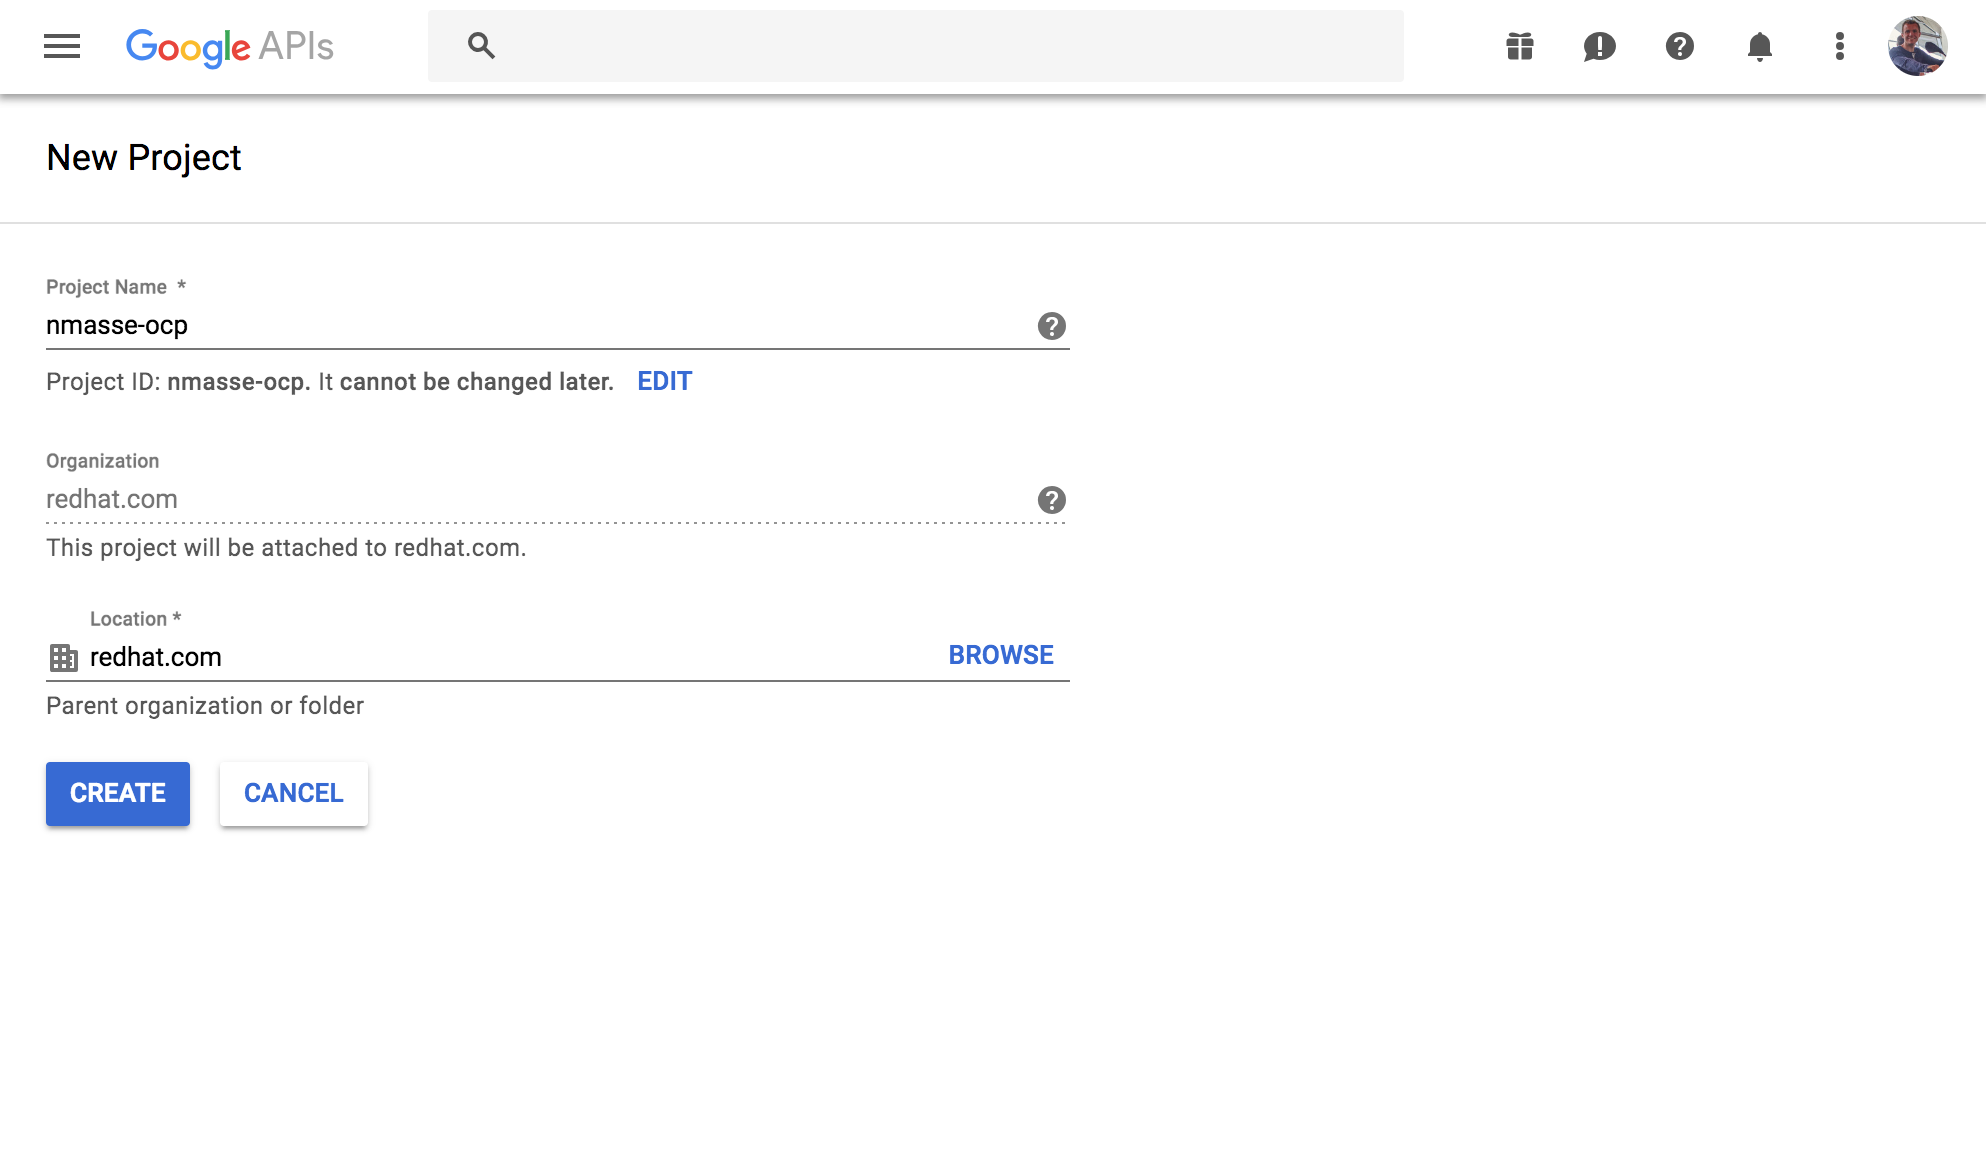 Google APIs
New Project
Project Name *
nmasse-ocp
Project ID: nmasse-ocp. It cannot be changed later. EDIT
Organization
redhat.com
This project will be attached to redhat.com.
Location *
redhat.com BROWSE
Parent organization or folder
CREATE CANCEL